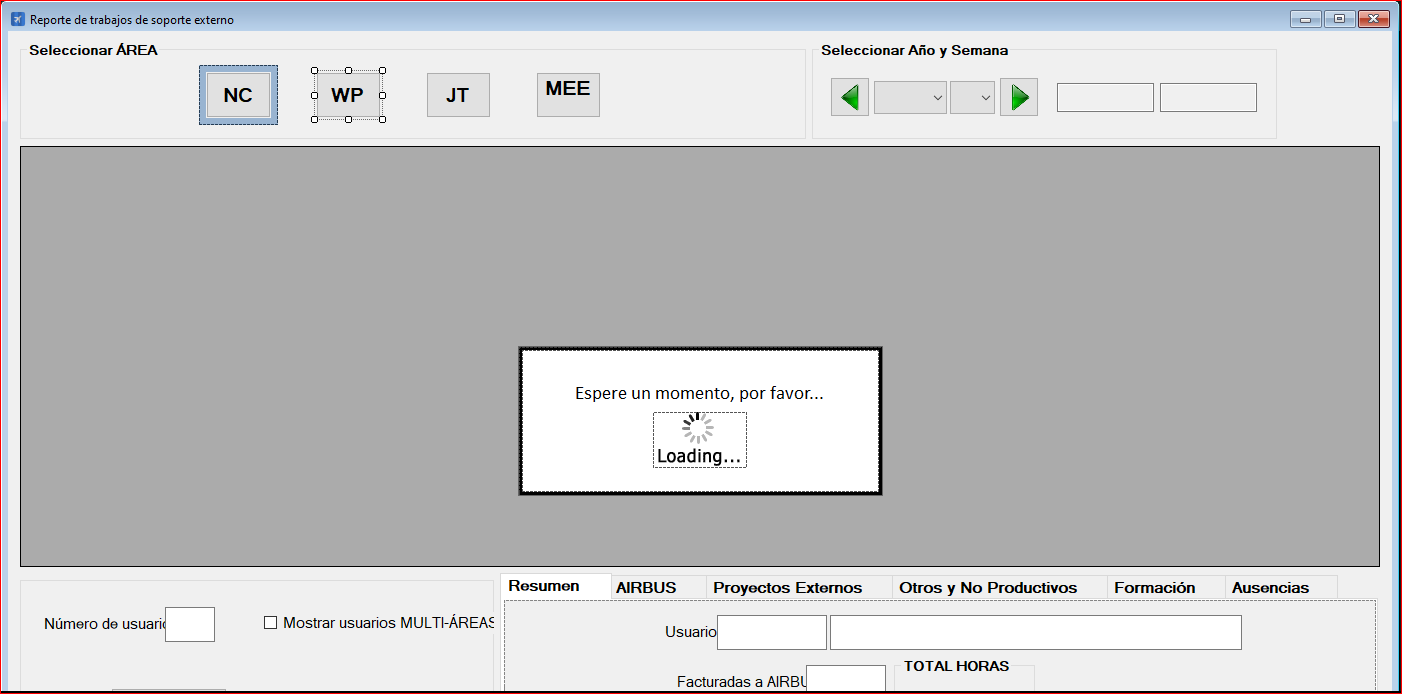 Reporte de trabajos de soporte externo
Seleccionar ÁREA
Seleccionar Año y Semana
NC WP JT MEE
Espere un momento, por favor...
Loading...
Resumen AIRBUS Proyectos Externos Otros y No Productivos Formación Ausencias
Número de usuario
Mostrar usuarios MULTI-ÁREAS
Usuario
TOTAL HORAS
Facturadas a AIRBU